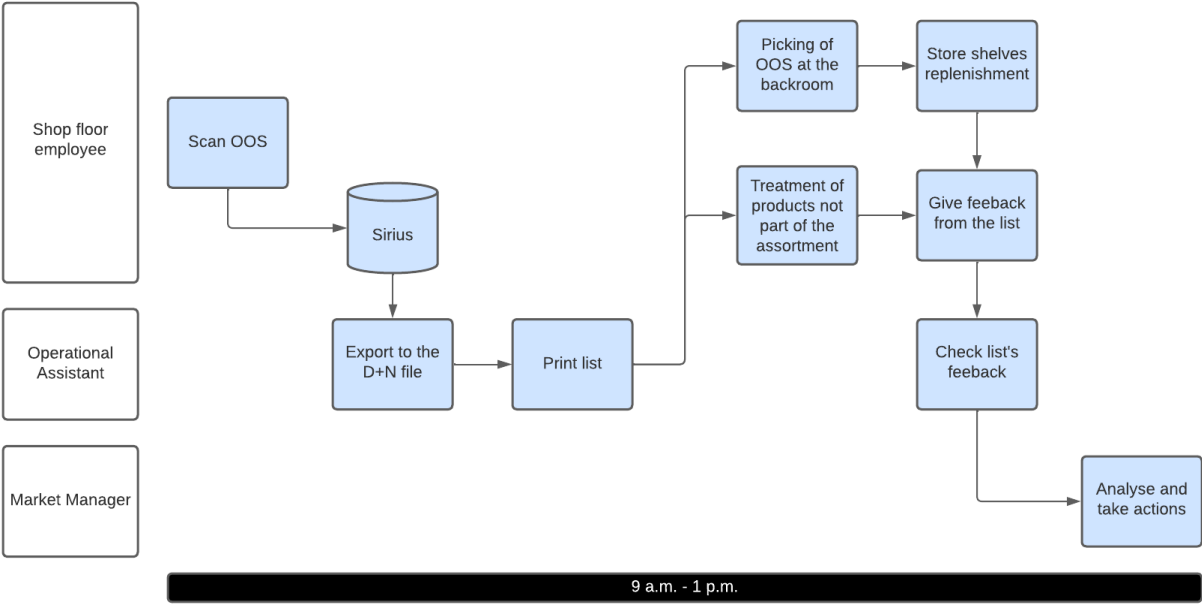 Shop floor
employee
Scan OOS
Sirius
Picking of
OOS at the
backroom
Store shelves
replenishment
Treatment of
products not
part of the
assortment
Give feeback
from the list
Operational
Assistant
Export to the
D+N file
Print list
Check list's
feeback
Market Manager
Analyse and
take actions
9 a.m. - 1 p.m.